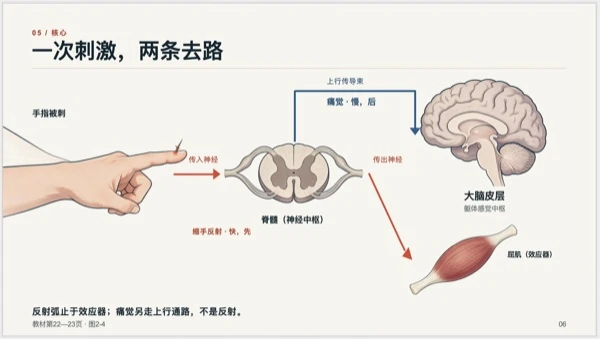 05 / 核心
一次刺激，两条去路
手指被刺
传入神经
上行传导束
痛觉 · 慢，后
传出神经
脊髓（神经中枢）
缩手反射 · 快，先
大脑皮层
躯体感觉中枢
屈肌（效应器）
反射弧止于效应器；痛觉另走上行通路，不是反射。
教材第22—23页 · 图2-4
06